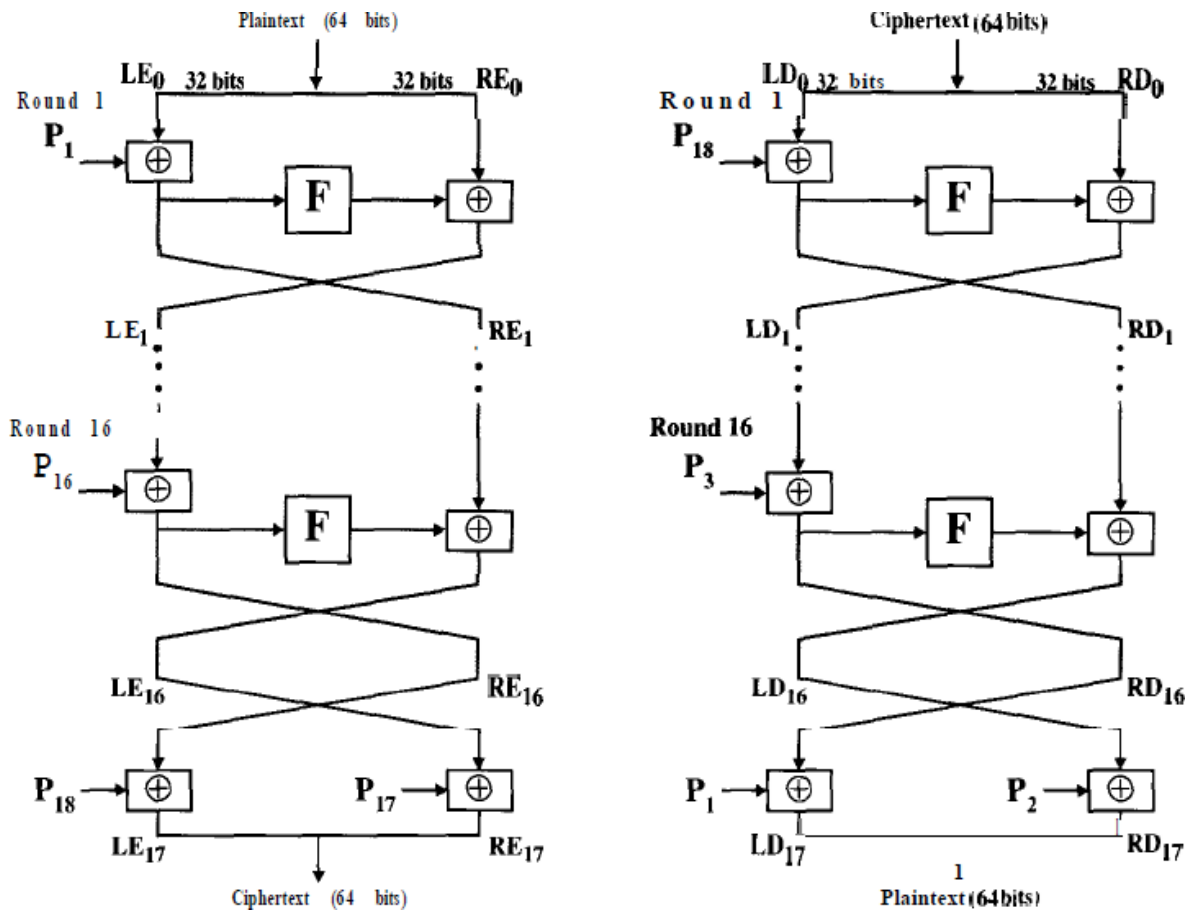 Plaintext (64 bits)
LE0 32 bits 32 bits RE0
Round 1
P1
⊕
F
⊕
LE1 RE1
Round 16
P16
⊕
F
⊕
LE16 RE16
P18 ⊕ P17 ⊕
LE17 RE17
Ciphertext (64 bits)
Ciphertext (64 bits)
LD0 32 bits 32 bits RD0
Round 1
P18
⊕
F
⊕
LD1 RD1
Round 16
P3
⊕
F
⊕
LD16 RD16
P1 ⊕ P2 ⊕
LD17 RD17
1
Plaintext (64 bits)